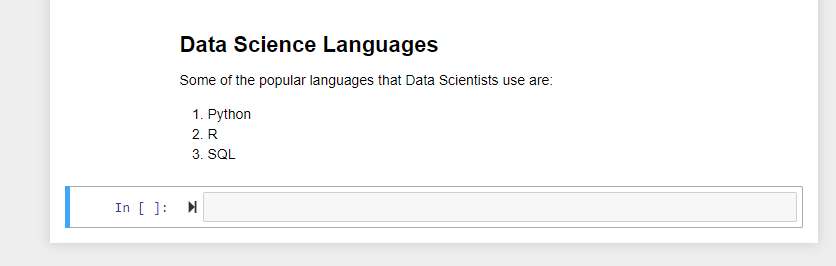 Data Science Languages
Some of the popular languages that Data Scientists use are:
1. Python
2. R
3. SQL
In [ ]: